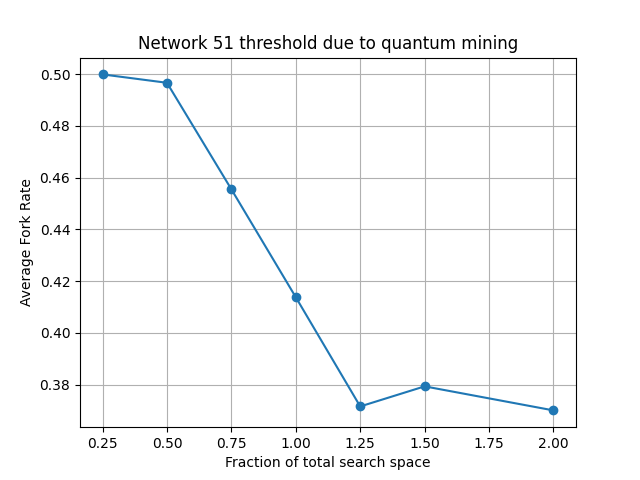 Network 51 threshold due to quantum mining
0.50
0.48
0.46
0.44
0.42
0.40
0.38
Average Fork Rate
0.25 0.50 0.75 1.00 1.25 1.50 1.75 2.00
Fraction of total search space